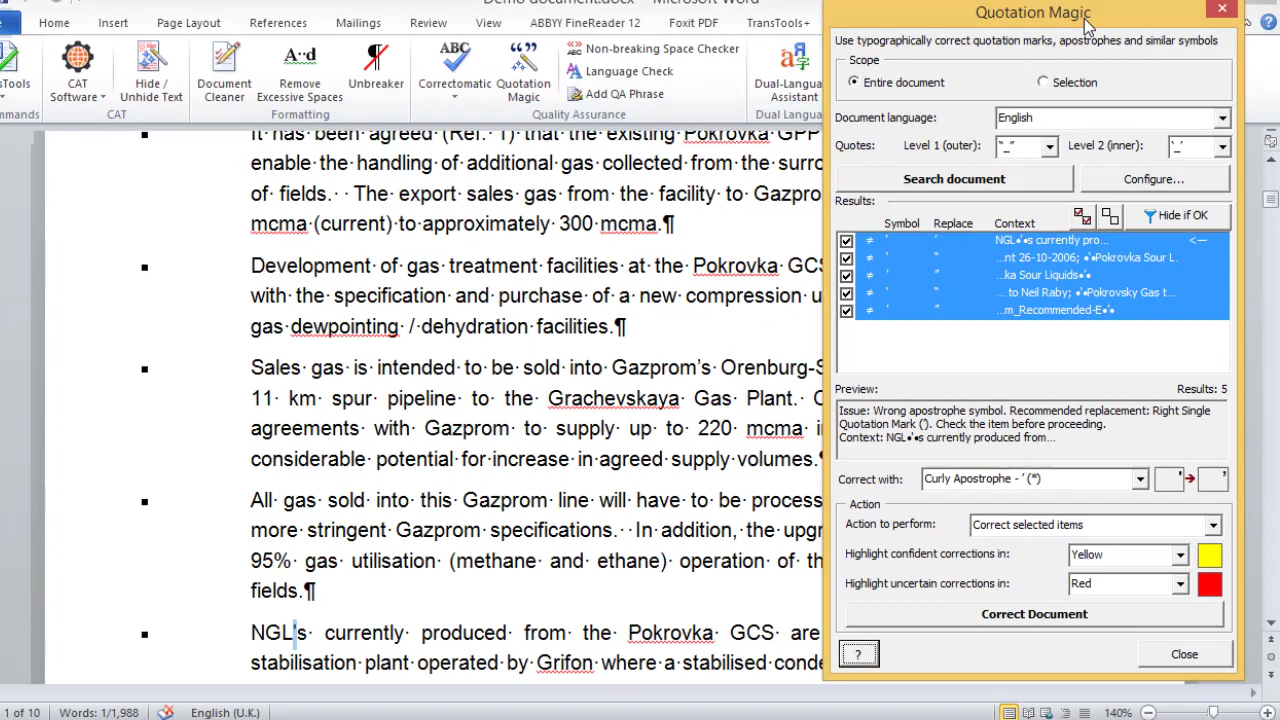 Demo document.docx - Microsoft Word
Quotation Magic
Home Insert Page Layout References Mailings Review View ABBYY FineReader 12 Foxit PDF TransTools+
Use typographically correct quotation marks, apostrophes and similar symbols
CAT Software
Hide / Unhide Text
Document Cleaner
Remove Excessive Spaces
Unbreaker
Correctomatic
Quotation Magic
Non-breaking Space Checker
Language Check
Add QA Phrase
CAT
Formatting
Quality Assurance
It has been agreed (Ref. 1) that the existing Pokrovka GPP
enable the handling of additional gas collected from the surro
of fields. The export sales gas from the facility to Gazpro
mcma (current) to approximately 300 mcma.¶
Development of gas treatment facilities at the Pokrovka GCS
with the specification and purchase of a new compression u
gas dewpointing / dehydration facilities.¶
Sales gas is intended to be sold into Gazprom’s Orenburg-S
11 km spur pipeline to the Grachevskaya Gas Plant.
agreements with Gazprom to supply up to 220 mcma
considerable potential for increase in agreed supply volumes.
All gas sold into this Gazprom line will have to be process
more stringent Gazprom specifications. In addition, the upgr
95% gas utilisation (methane and ethane) operation of th
fields.¶
NGL's currently produced from the Pokrovka GCS are
stabilisation plant operated by Grifon where a stabilised conde
Scope
Entire document Selection
Document language: English
Quotes: Level 1 (outer): “_” Level 2 (inner): ‘_’
Search document Configure...
Results:
Symbol Replace Context Hide if OK
≠ ' ’ NGL●'●s currently pro... <—
≠ ‘ “ ...nt 26-10-2006; ●‘●Pokrovka Sour L.
≠ ’ ” ...ka Sour Liquids●’●
≠ ‘ “ ... to Neil Raby; ●‘●Pokrovsky Gas t...
≠ ’ ” ...m_Recommended-E●’●
Preview: Results: 5
Issue: Wrong apostrophe symbol. Recommended replacement: Right Single
Quotation Mark (’). Check the item before proceeding.
Context: NGL●'●s currently produced from...
Correct with: Curly Apostrophe - ’ (*) ' ’
Action
Action to perform: Correct selected items
Highlight confident corrections in: Yellow
Highlight uncertain corrections in: Red
Correct Document
? Close
1 of 10 Words: 1/1,988 English (U.K.) 140%